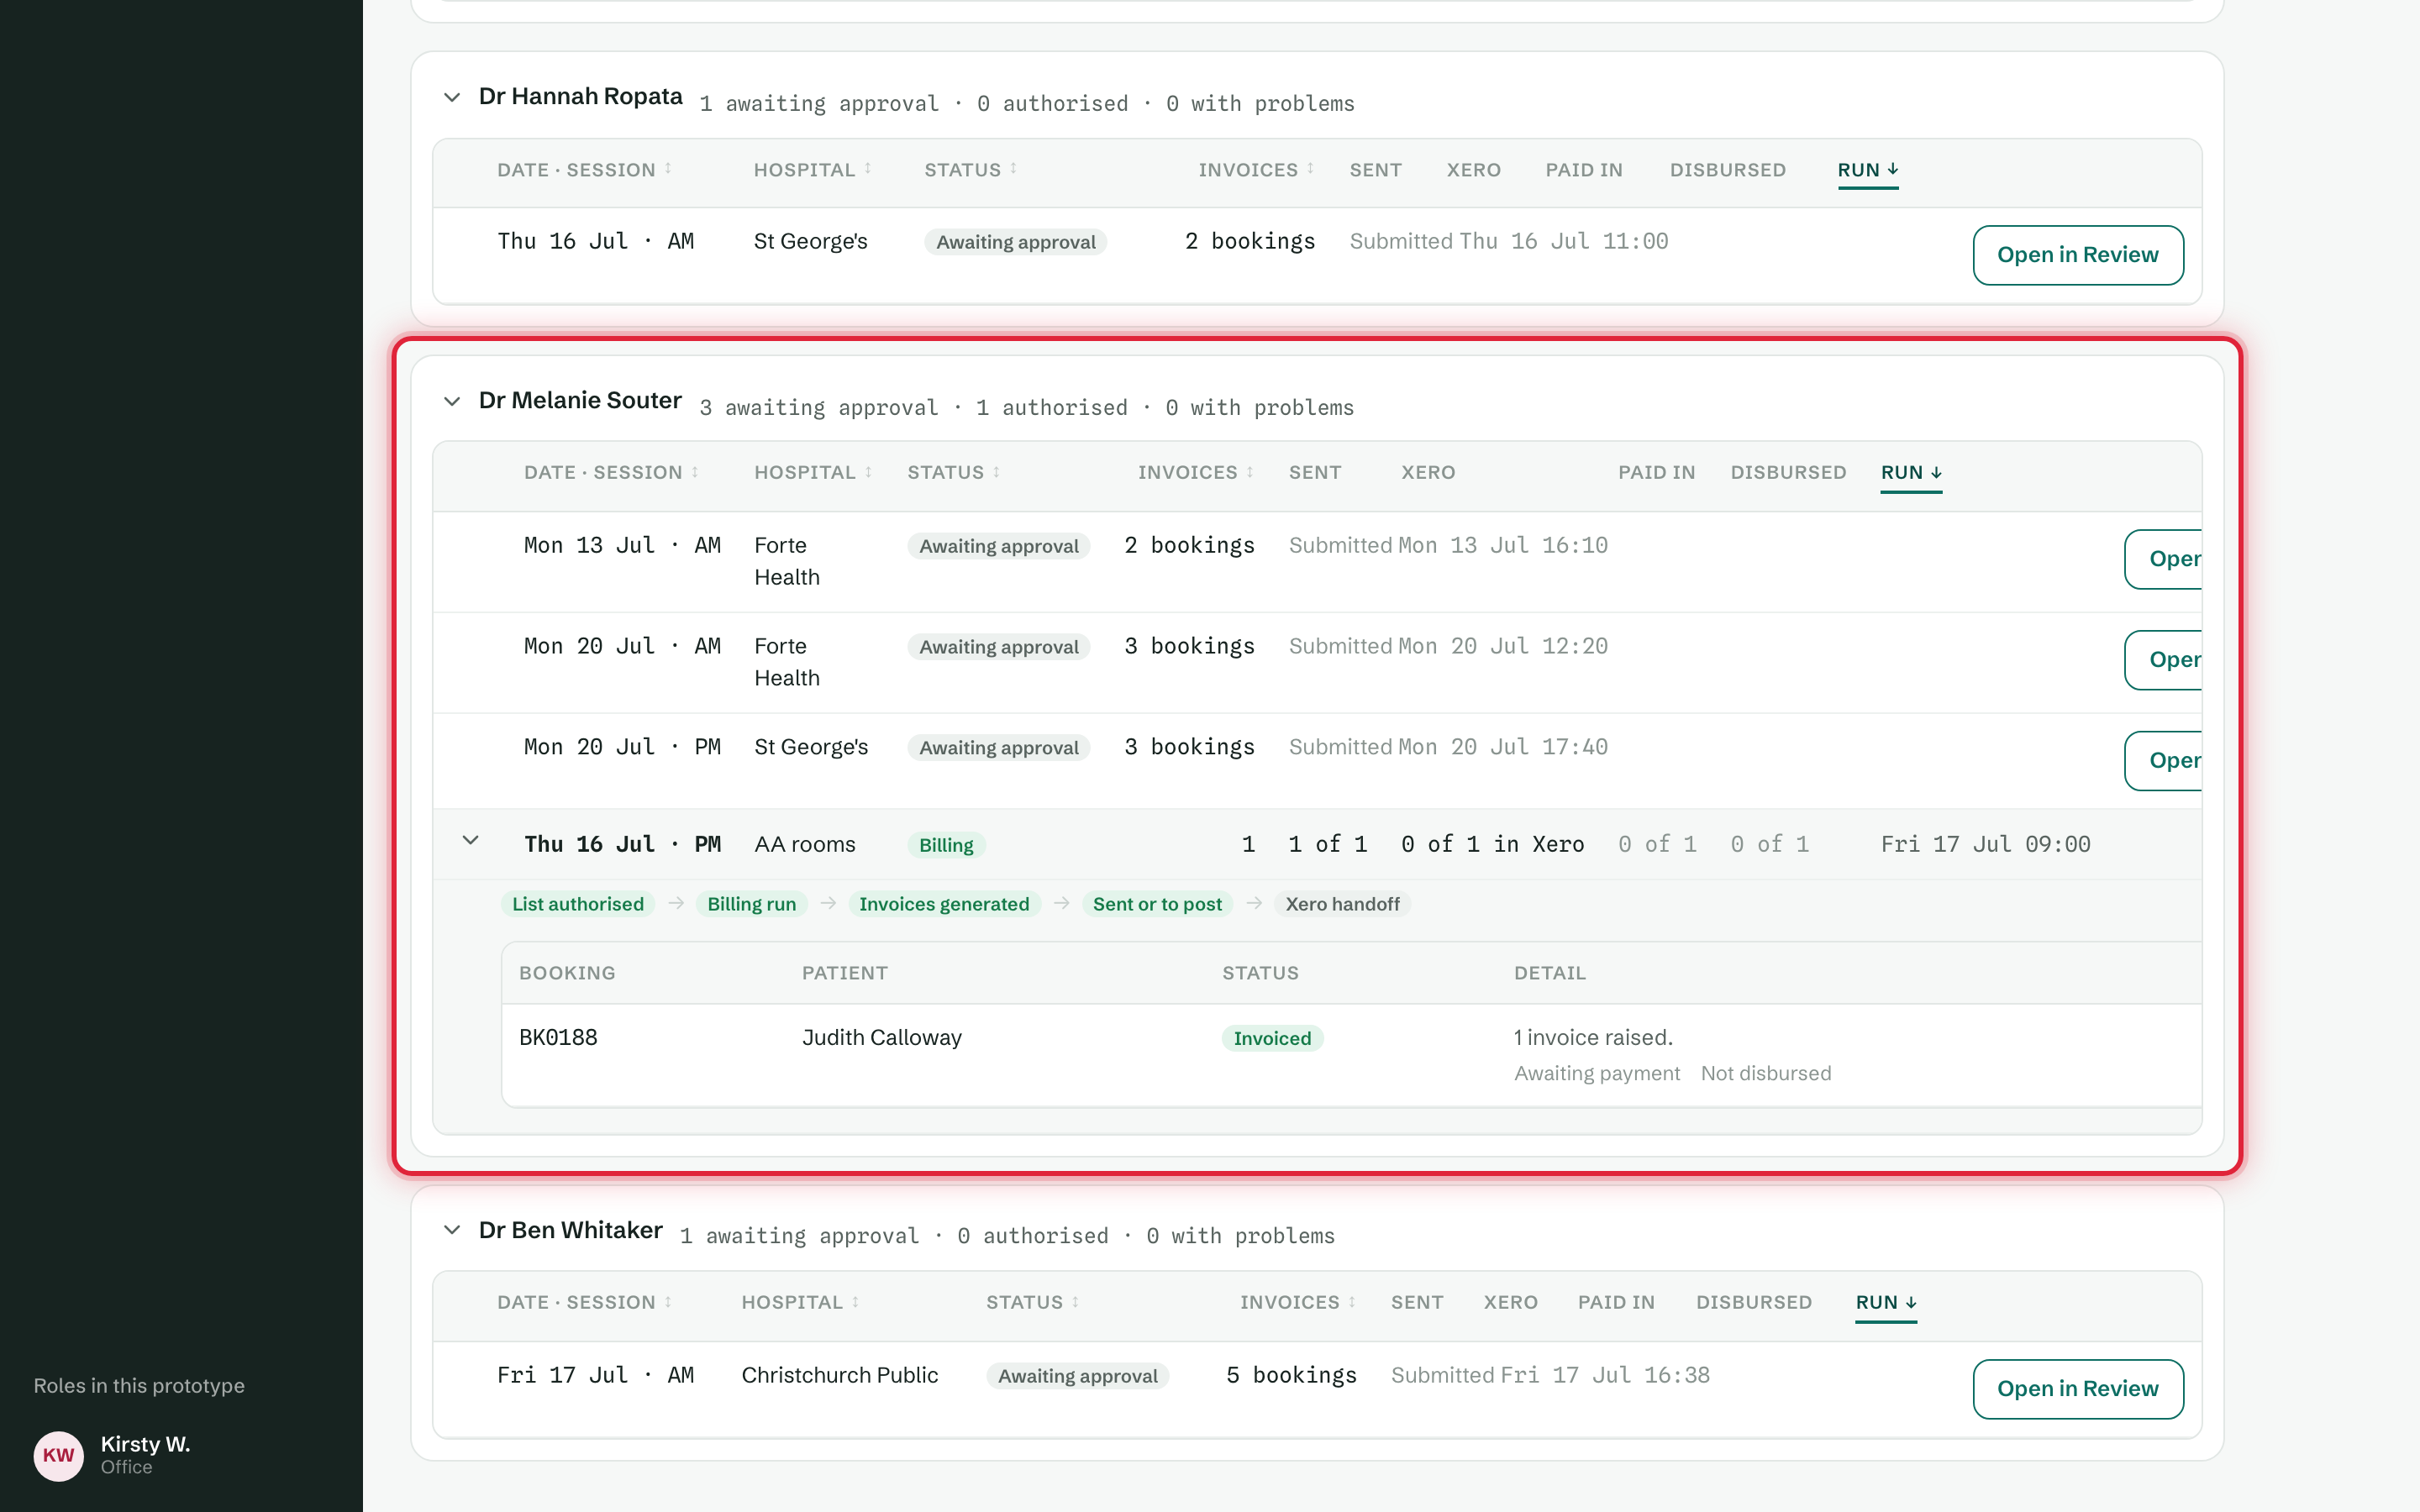 Dr Hannah Ropata 1 awaiting approval · 0 authorised · 0 with problems
DATE · SESSION ↕ HOSPITAL ↕ STATUS ↕ INVOICES ↕ SENT XERO PAID IN DISBURSED RUN ↓
Thu 16 Jul · AM St George's Awaiting approval 2 bookings Submitted Thu 16 Jul 11:00 Open in Review
Dr Melanie Souter 3 awaiting approval · 1 authorised · 0 with problems
DATE · SESSION ↕ HOSPITAL ↕ STATUS ↕ INVOICES ↕ SENT XERO PAID IN DISBURSED RUN ↓
Mon 13 Jul · AM Forte Health Awaiting approval 2 bookings Submitted Mon 13 Jul 16:10
Mon 20 Jul · AM Forte Health Awaiting approval 3 bookings Submitted Mon 20 Jul 12:20
Mon 20 Jul · PM St George's Awaiting approval 3 bookings Submitted Mon 20 Jul 17:40
Thu 16 Jul · PM AA rooms Billing 1 1 of 1 0 of 1 in Xero 0 of 1 0 of 1 Fri 17 Jul 09:00
List authorised → Billing run → Invoices generated → Sent or to post → Xero handoff
BOOKING PATIENT STATUS DETAIL
BK0188 Judith Calloway Invoiced 1 invoice raised.
Awaiting payment Not disbursed
Dr Ben Whitaker 1 awaiting approval · 0 authorised · 0 with problems
DATE · SESSION ↕ HOSPITAL ↕ STATUS ↕ INVOICES ↕ SENT XERO PAID IN DISBURSED RUN ↓
Fri 17 Jul · AM Christchurch Public Awaiting approval 5 bookings Submitted Fri 17 Jul 16:38 Open in Review
Roles in this prototype
KW Kirsty W.
Office